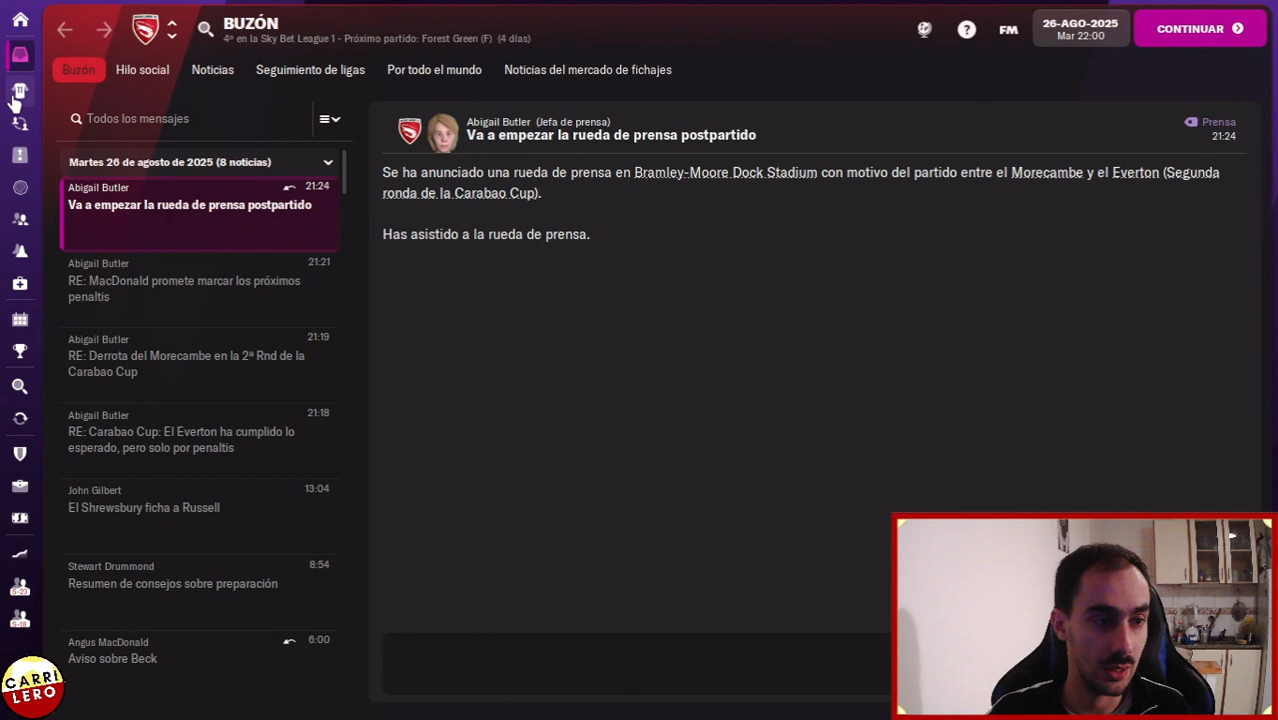 BUZÓN
4º en la Sky Bet League 1 - Próximo partido: Forest Green (F) (4 días)
FM
26-AGO-2025
Mar 22:00
CONTINUAR
Buzón
Hilo social
Noticias
Seguimiento de ligas
Por todo el mundo
Noticias del mercado de fichajes
Todos los mensajes
Martes 26 de agosto de 2025 (8 noticias)
Abigail Butler 21:24
Va a empezar la rueda de prensa postpartido
Abigail Butler 21:21
RE: MacDonald promete marcar los próximos
penaltis
Abigail Butler 21:19
RE: Derrota del Morecambe en la 2ª Rnd de la
Carabao Cup
Abigail Butler 21:18
RE: Carabao Cup: El Everton ha cumplido lo
esperado, pero solo por penaltis
John Gilbert 13:04
El Shrewsbury ficha a Russell
Stewart Drummond 8:54
Resumen de consejos sobre preparación
Angus MacDonald 6:00
Aviso sobre Beck
Abigail Butler (Jefa de prensa)
Va a empezar la rueda de prensa postpartido
Prensa
21:24
Se ha anunciado una rueda de prensa en Bramley-Moore Dock Stadium con motivo del partido entre el Morecambe y el Everton (Segunda
ronda de la Carabao Cup).
Has asistido a la rueda de prensa.
11
S-23
S-18
CARRI
LERO